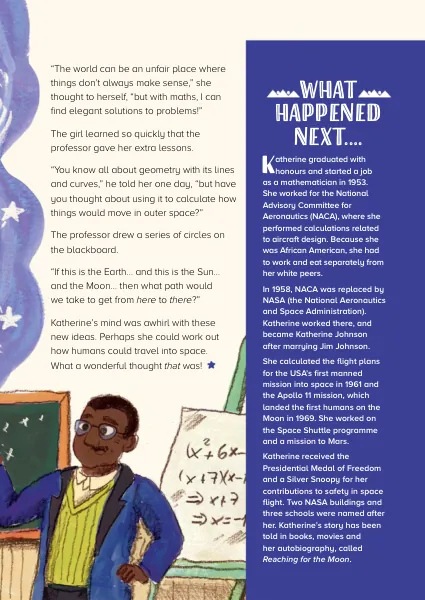 “The world can be an unfair place where
things don’t always make sense,” she
thought to herself, “but with maths, I can
find elegant solutions to problems!”
The girl learned so quickly that the
professor gave her extra lessons.
“You know all about geometry with its lines
and curves,” he told her one day, “but have
you thought about using it to calculate how
things would move in outer space?”
The professor drew a series of circles on
the blackboard.
“If this is the Earth... and this is the Sun...
and the Moon... then what path would
we take to get from here to there?”
Katherine’s mind was awhirl with these
new ideas. Perhaps she could work out
how humans could travel into space.
What a wonderful thought that was!
x²+6x-
(x+7)(x-
⇒ x+7
⇒ x=-
WHAT
HAPPENED
NEXT....
Katherine graduated with
honours and started a job
as a mathematician in 1953.
She worked for the National
Advisory Committee for
Aeronautics (NACA), where she
performed calculations related
to aircraft design. Because she
was African American, she had
to work and eat separately from
her white peers.
In 1958, NACA was replaced by
NASA (the National Aeronautics
and Space Administration).
Katherine worked there, and
became Katherine Johnson
after marrying Jim Johnson.
She calculated the flight plans
for the USA’s first manned
mission into space in 1961 and
the Apollo 11 mission, which
landed the first humans on the
Moon in 1969. She worked on
the Space Shuttle programme
and a mission to Mars.
Katherine received the
Presidential Medal of Freedom
and a Silver Snoopy for her
contributions to safety in space
flight. Two NASA buildings and
three schools were named after
her. Katherine’s story has been
told in books, movies and
her autobiography, called
Reaching for the Moon.